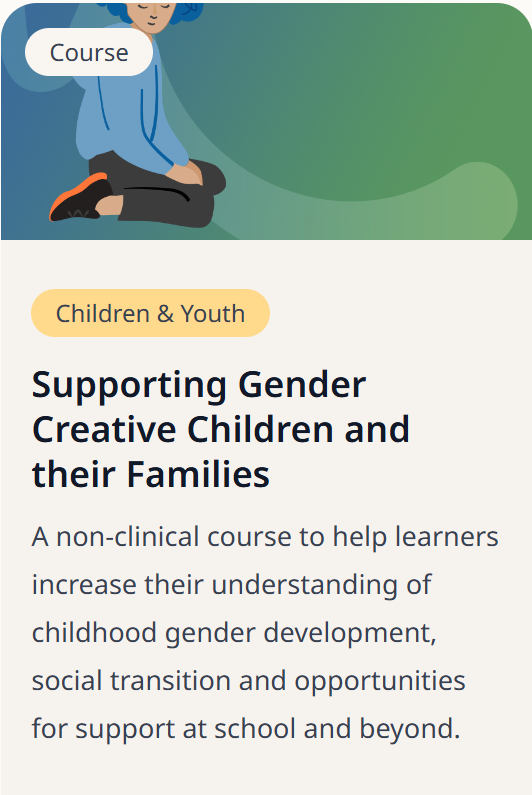 Course
Children & Youth
Supporting Gender
Creative Children and
their Families
A non-clinical course to help learners
increase their understanding of
childhood gender development,
social transition and opportunities
for support at school and beyond.